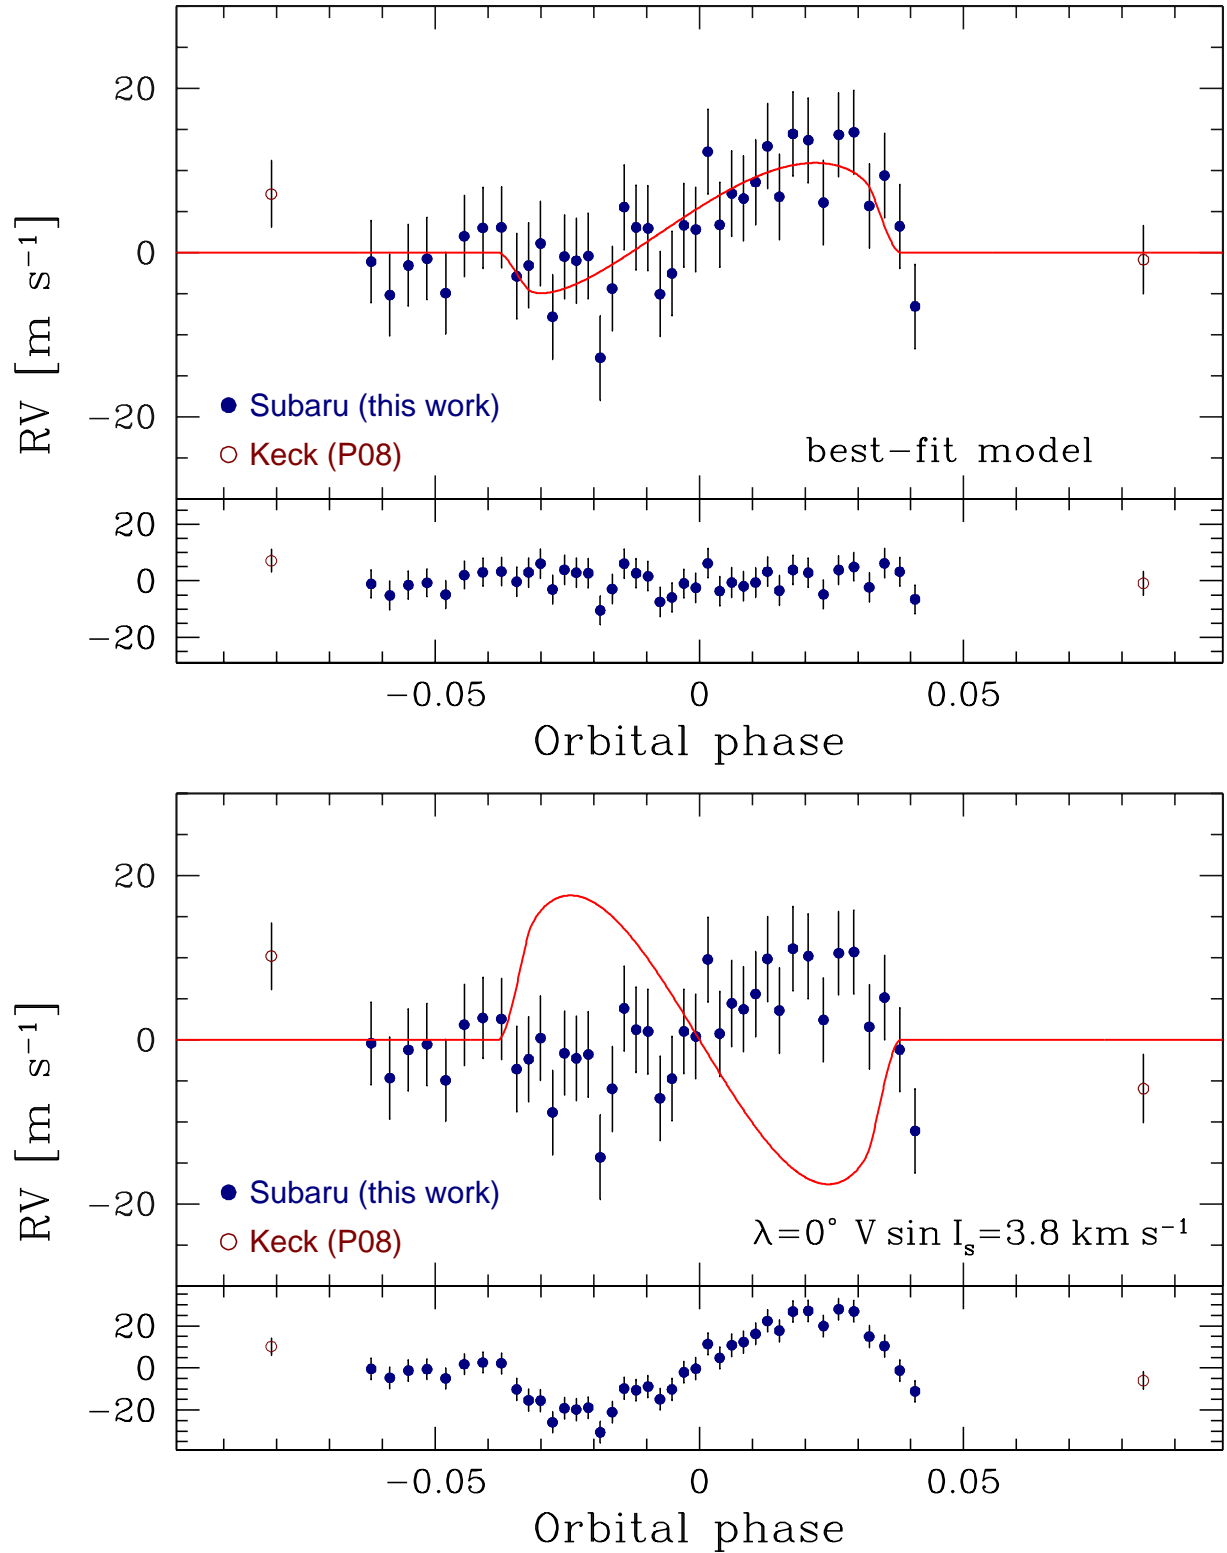 20
0
−20
RV [m s⁻¹]
Subaru (this work)
Keck (P08)
best−fit model
20
0
−20
−0.05 0 0.05
Orbital phase
20
0
−20
RV [m s⁻¹]
Subaru (this work)
Keck (P08)
λ=0° V sin Iₛ=3.8 km s⁻¹
20
0
−20
−0.05 0 0.05
Orbital phase